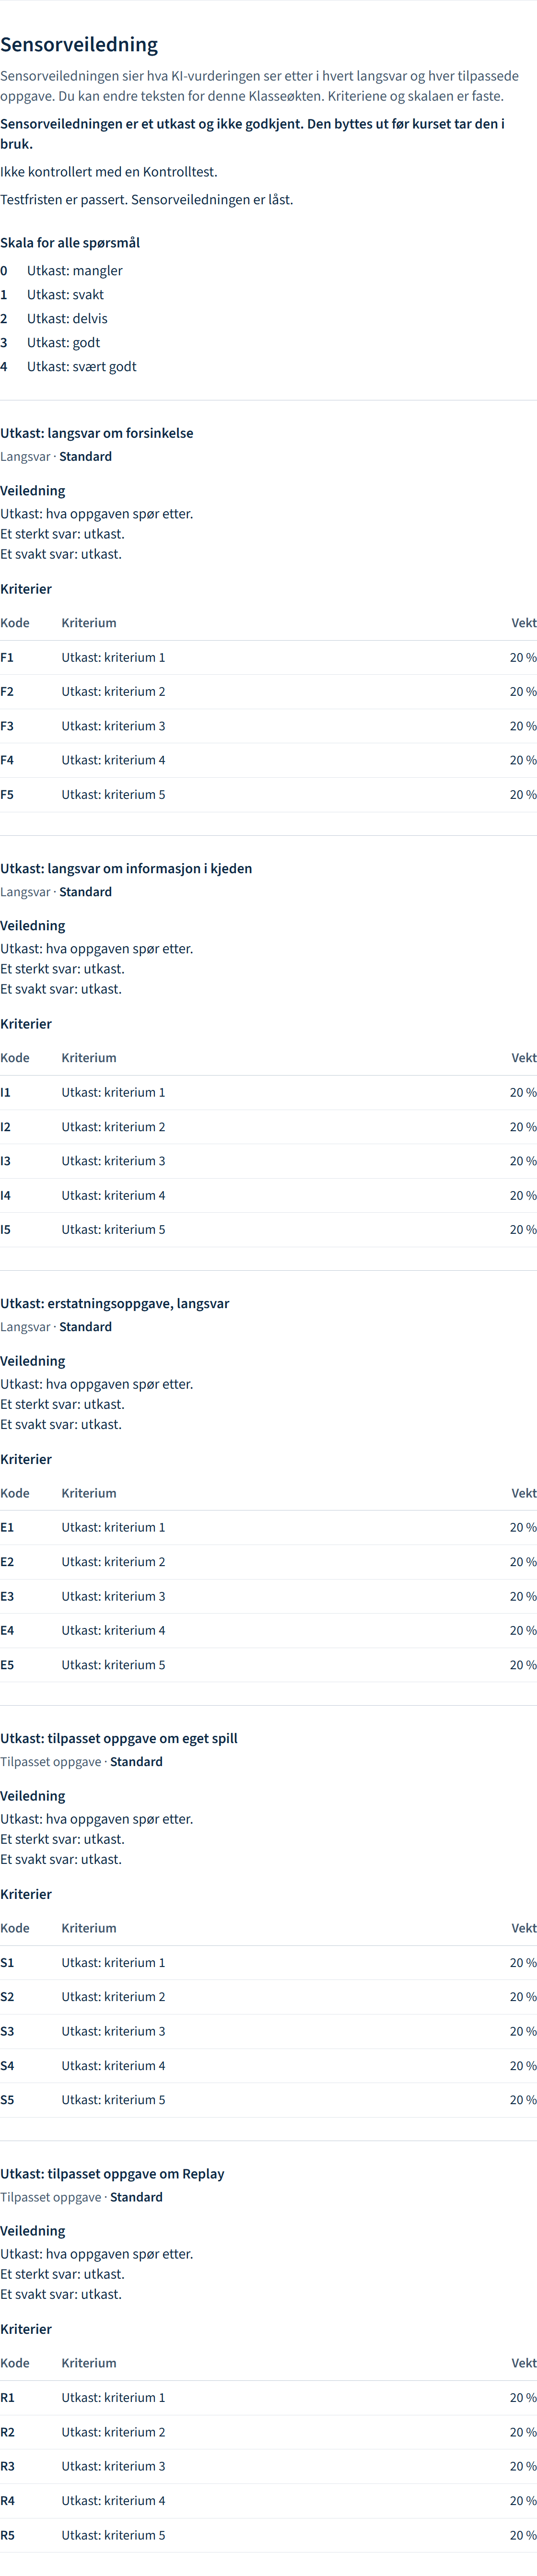 Sensorveiledning
Sensorveiledningen sier hva KI-vurderingen ser etter i hvert langsvar og hver tilpassede
oppgave. Du kan endre teksten for denne Klasseøkten. Kriteriene og skalaen er faste.
Sensorveiledningen er et utkast og ikke godkjent. Den byttes ut før kurset tar den i
bruk.
Ikke kontrollert med en Kontrolltest.
Testfristen er passert. Sensorveiledningen er låst.
Skala for alle spørsmål
0 Utkast: mangler
1 Utkast: svakt
2 Utkast: delvis
3 Utkast: godt
4 Utkast: svært godt
Utkast: langsvar om forsinkelse
Langsvar · Standard
Veiledning
Utkast: hva oppgaven spør etter.
Et sterkt svar: utkast.
Et svakt svar: utkast.
Kriterier
Kode Kriterium Vekt
F1 Utkast: kriterium 1 20 %
F2 Utkast: kriterium 2 20 %
F3 Utkast: kriterium 3 20 %
F4 Utkast: kriterium 4 20 %
F5 Utkast: kriterium 5 20 %
Utkast: langsvar om informasjon i kjeden
Langsvar · Standard
Veiledning
Utkast: hva oppgaven spør etter.
Et sterkt svar: utkast.
Et svakt svar: utkast.
Kriterier
Kode Kriterium Vekt
I1 Utkast: kriterium 1 20 %
I2 Utkast: kriterium 2 20 %
I3 Utkast: kriterium 3 20 %
I4 Utkast: kriterium 4 20 %
I5 Utkast: kriterium 5 20 %
Utkast: erstatningsoppgave, langsvar
Langsvar · Standard
Veiledning
Utkast: hva oppgaven spør etter.
Et sterkt svar: utkast.
Et svakt svar: utkast.
Kriterier
Kode Kriterium Vekt
E1 Utkast: kriterium 1 20 %
E2 Utkast: kriterium 2 20 %
E3 Utkast: kriterium 3 20 %
E4 Utkast: kriterium 4 20 %
E5 Utkast: kriterium 5 20 %
Utkast: tilpasset oppgave om eget spill
Tilpasset oppgave · Standard
Veiledning
Utkast: hva oppgaven spør etter.
Et sterkt svar: utkast.
Et svakt svar: utkast.
Kriterier
Kode Kriterium Vekt
S1 Utkast: kriterium 1 20 %
S2 Utkast: kriterium 2 20 %
S3 Utkast: kriterium 3 20 %
S4 Utkast: kriterium 4 20 %
S5 Utkast: kriterium 5 20 %
Utkast: tilpasset oppgave om Replay
Tilpasset oppgave · Standard
Veiledning
Utkast: hva oppgaven spør etter.
Et sterkt svar: utkast.
Et svakt svar: utkast.
Kriterier
Kode Kriterium Vekt
R1 Utkast: kriterium 1 20 %
R2 Utkast: kriterium 2 20 %
R3 Utkast: kriterium 3 20 %
R4 Utkast: kriterium 4 20 %
R5 Utkast: kriterium 5 20 %